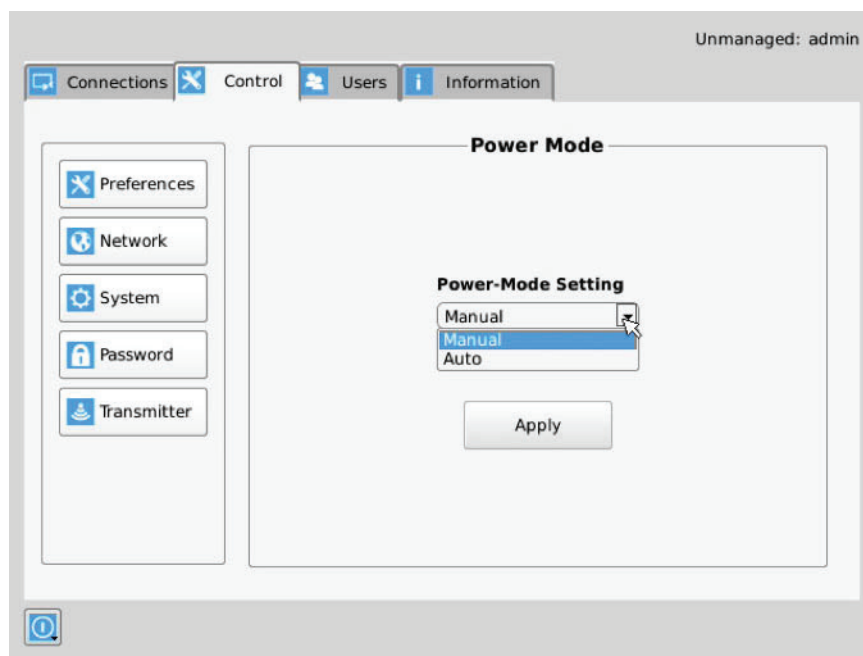 Unmanaged: admin
Connections
Control
Users
Information
Preferences
Network
System
Password
Transmitter
Power Mode
Power-Mode Setting
Manual
Manual
Auto
Apply